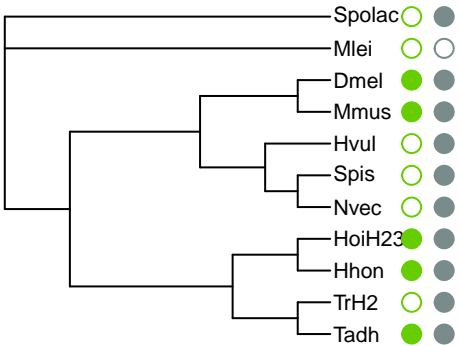 Spolac
Mlei
Dmel
Mmus
Hvul
Spis
Nvec
HoiH23
Hhon
TrH2
Tadh